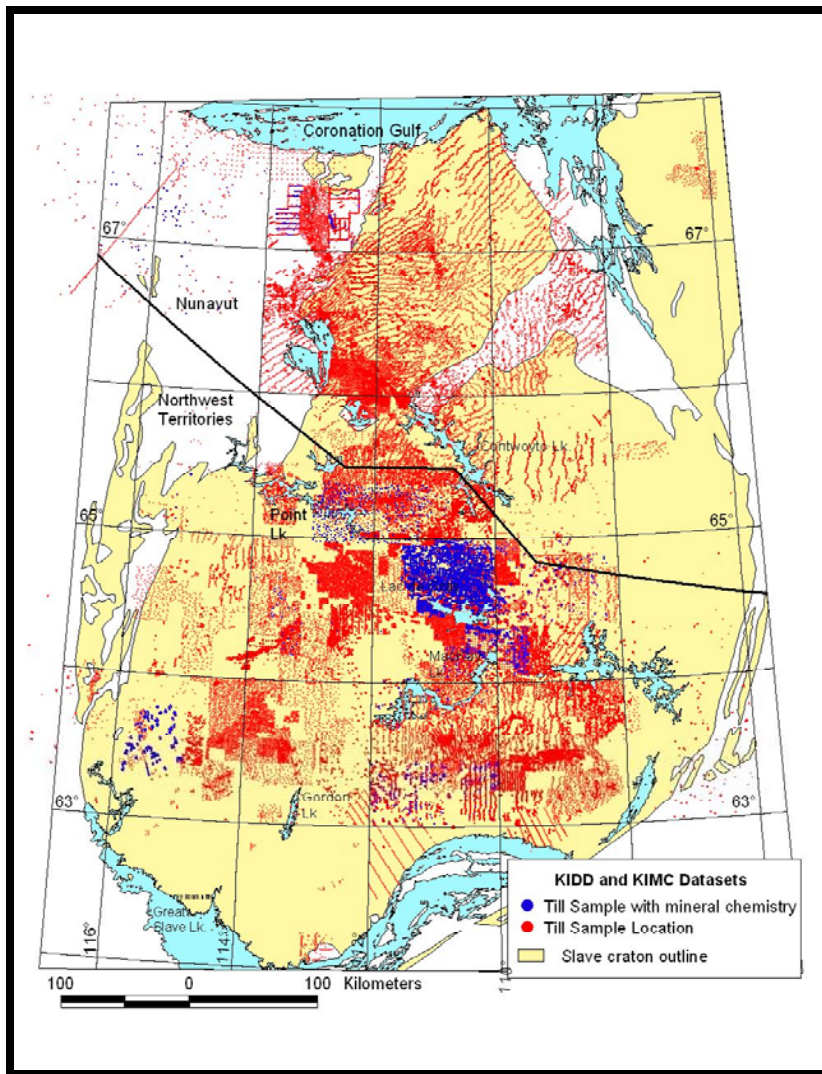 Coronation Gulf
67°
67°
Nunayut
Northwest
Territories
Contwoyto Lk
Point
Lk
65°
65°
Lk
63°
Gordon
Lk
63°
Great
Slave Lk.
116°
114°
110°
KIDD and KIMC Datasets
Till Sample with mineral chemistry
Till Sample Location
Slave craton outline
100 0 100 Kilometers